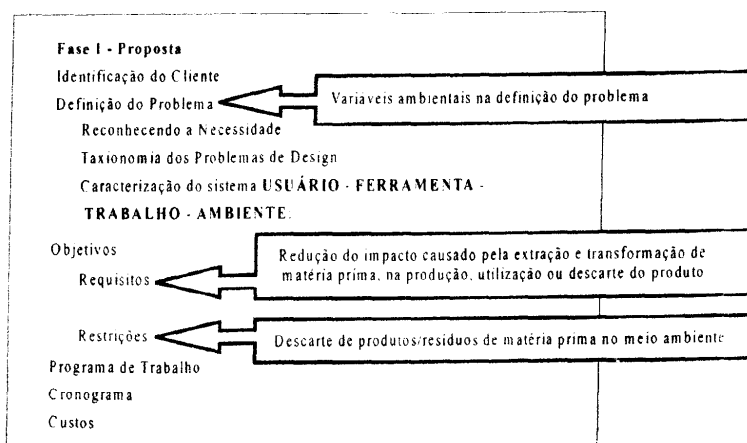 Fase I - Proposta
Identificação do Cliente
Definição do Problema
Variáveis ambientais na definição do problema
Reconhecendo a Necessidade
Taxionomia dos Problemas de Design
Caracterização do sistema USUÁRIO - FERRAMENTA -
TRABALHO - AMBIENTE.
Objetivos
Redução do impacto causado pela extração e transformação de
matéria prima, na produção, utilização ou descarte do produto
Requisitos
Restrições
Descarte de produtos/resíduos de matéria prima no meio ambiente
Programa de Trabalho
Cronograma
Custos